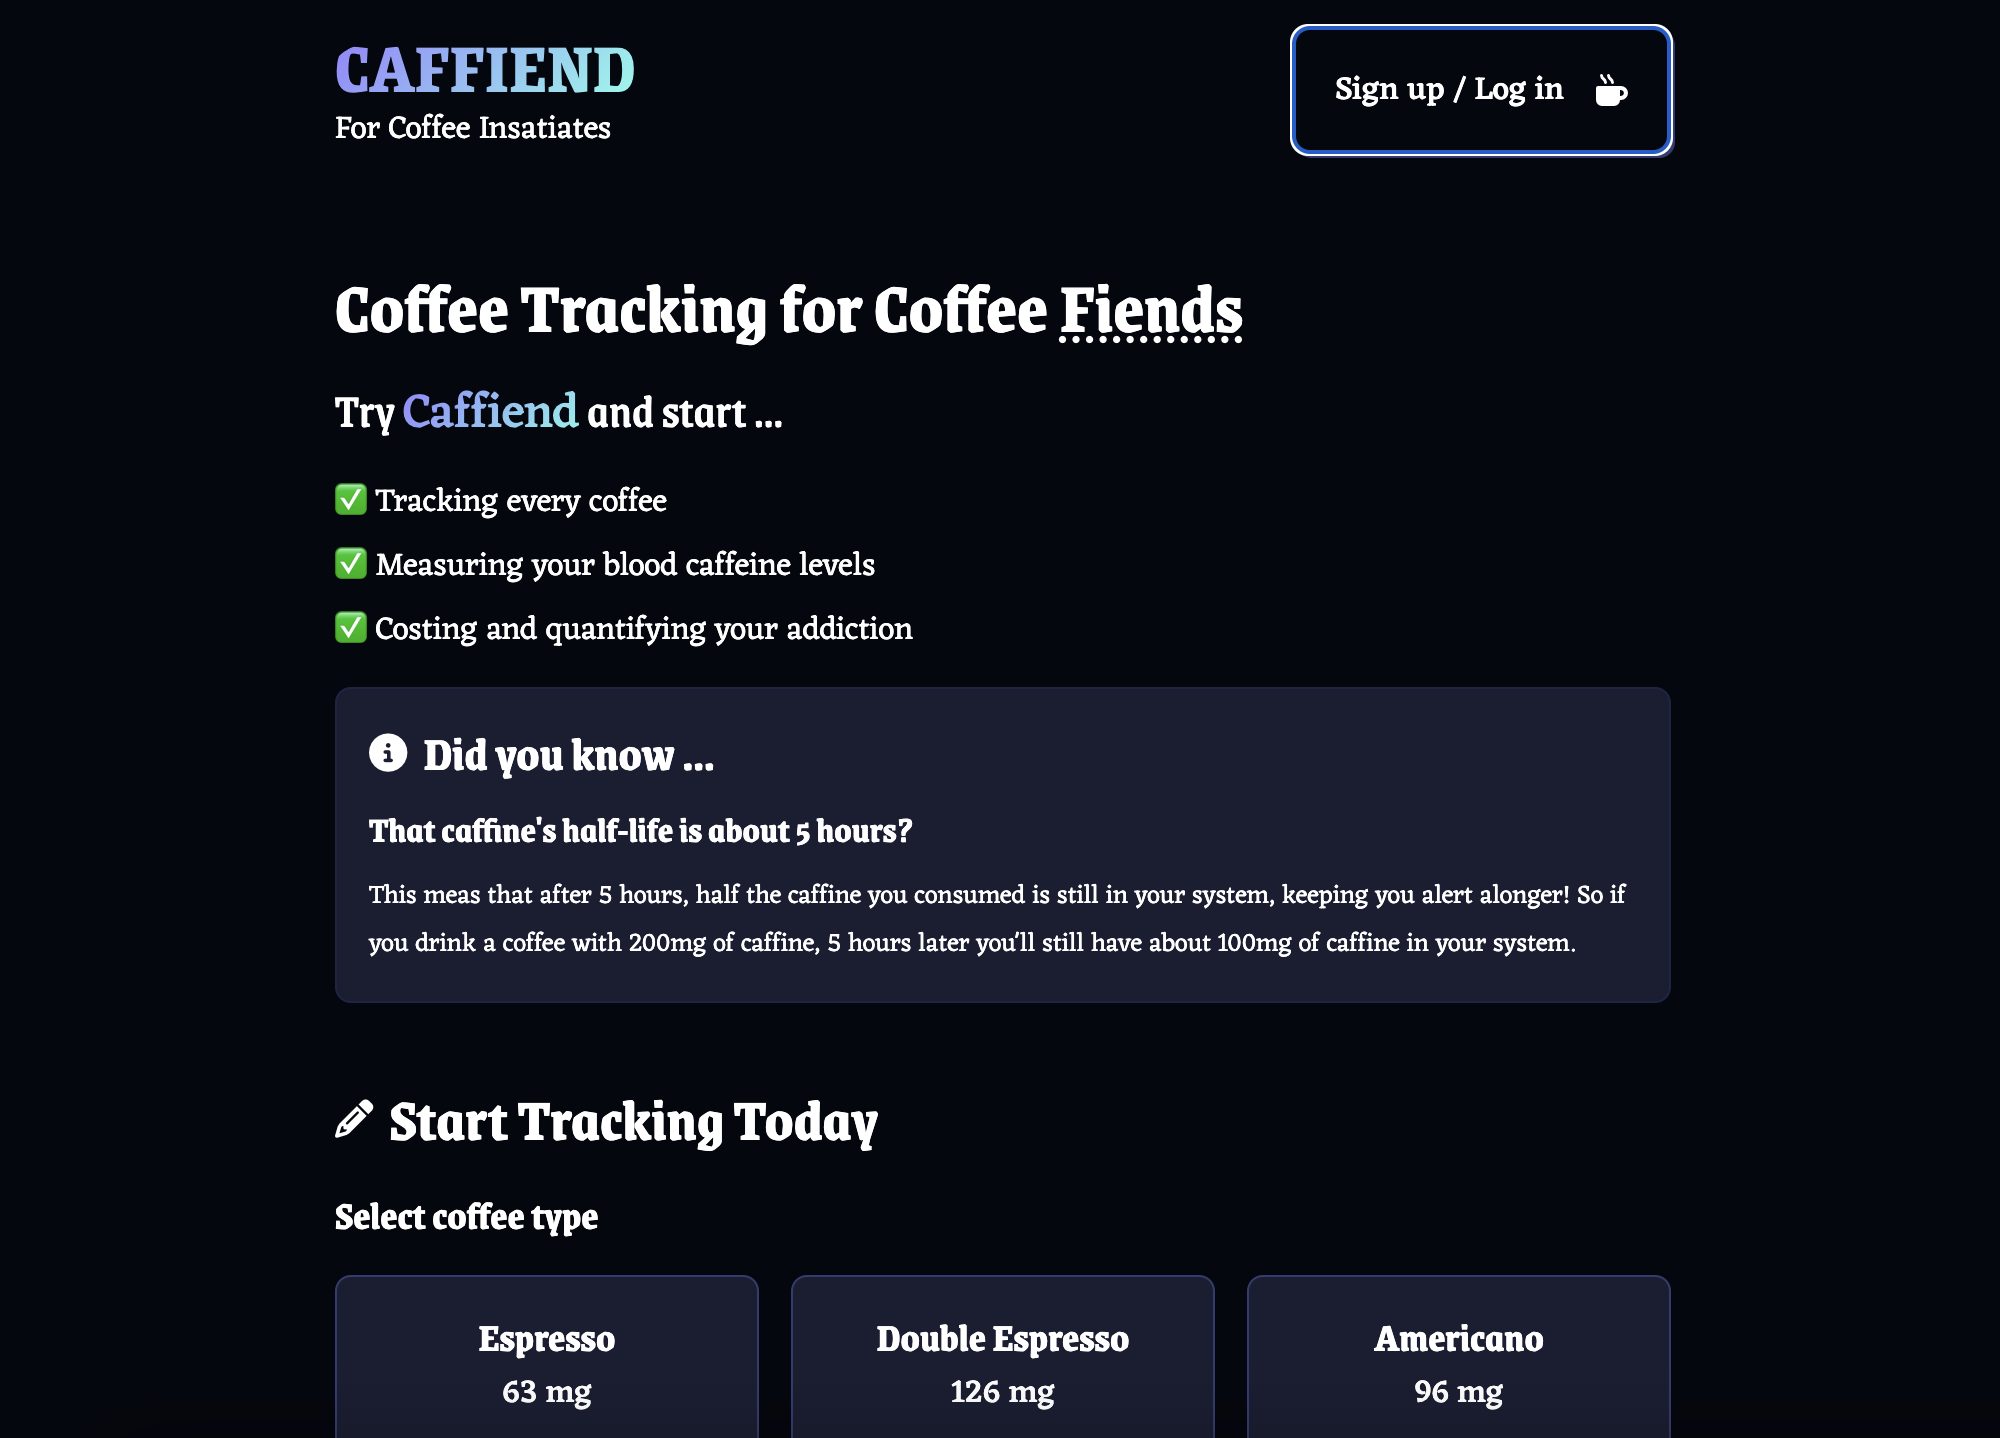 CAFFIEND
For Coffee Insatiates
Sign up / Log in
Coffee Tracking for Coffee Fiends
Try Caffiend and start ...
Tracking every coffee
Measuring your blood caffeine levels
Costing and quantifying your addiction
Did you know ...
That caffine's half-life is about 5 hours?
This meas that after 5 hours, half the caffine you consumed is still in your system, keeping you alert alonger! So if
you drink a coffee with 200mg of caffine, 5 hours later you'll still have about 100mg of caffine in your system.
Start Tracking Today
Select coffee type
Espresso
63 mg
Double Espresso
126 mg
Americano
96 mg